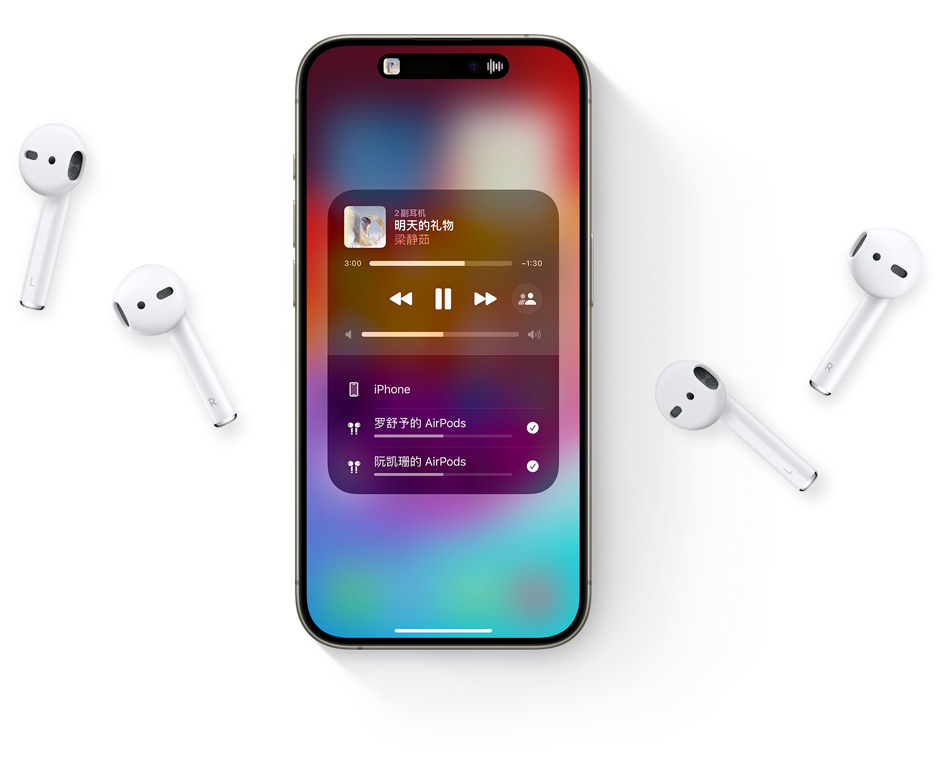 2副耳机
明天的礼物
梁静茹
3:00 −1:30
iPhone
罗舒予的 AirPods
阮凯珊的 AirPods
L
R
R
L